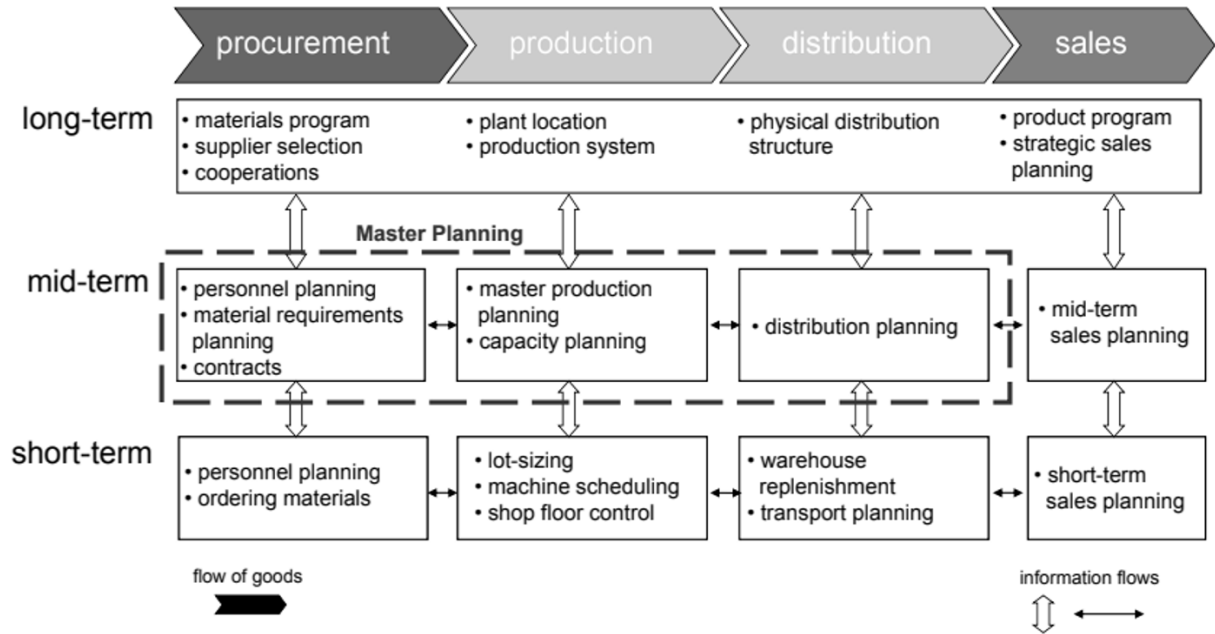 procurement
production
distribution
sales
long-term
• materials program
• supplier selection
• cooperations
• plant location
• production system
• physical distribution
structure
• product program
• strategic sales
planning
Master Planning
mid-term
• personnel planning
• material requirements
planning
• contracts
• master production
planning
• capacity planning
• distribution planning
• mid-term
sales planning
short-term
• personnel planning
• ordering materials
• lot-sizing
• machine scheduling
• shop floor control
• warehouse
replenishment
• transport planning
• short-term
sales planning
flow of goods
information flows